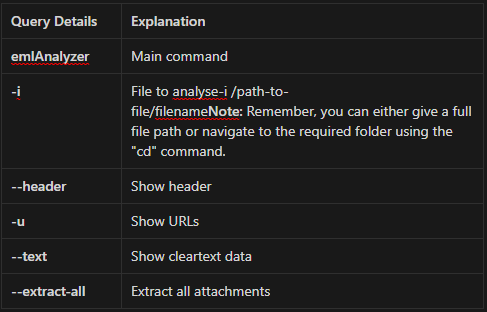 Query Details Explanation
emlAnalyzer Main command
-i File to analyse-i /path-to-
file/filenameNote: Remember, you can either give a full
file path or navigate to the required folder using the
"cd" command.
--header Show header
-u Show URLs
--text Show cleartext data
--extract-all Extract all attachments